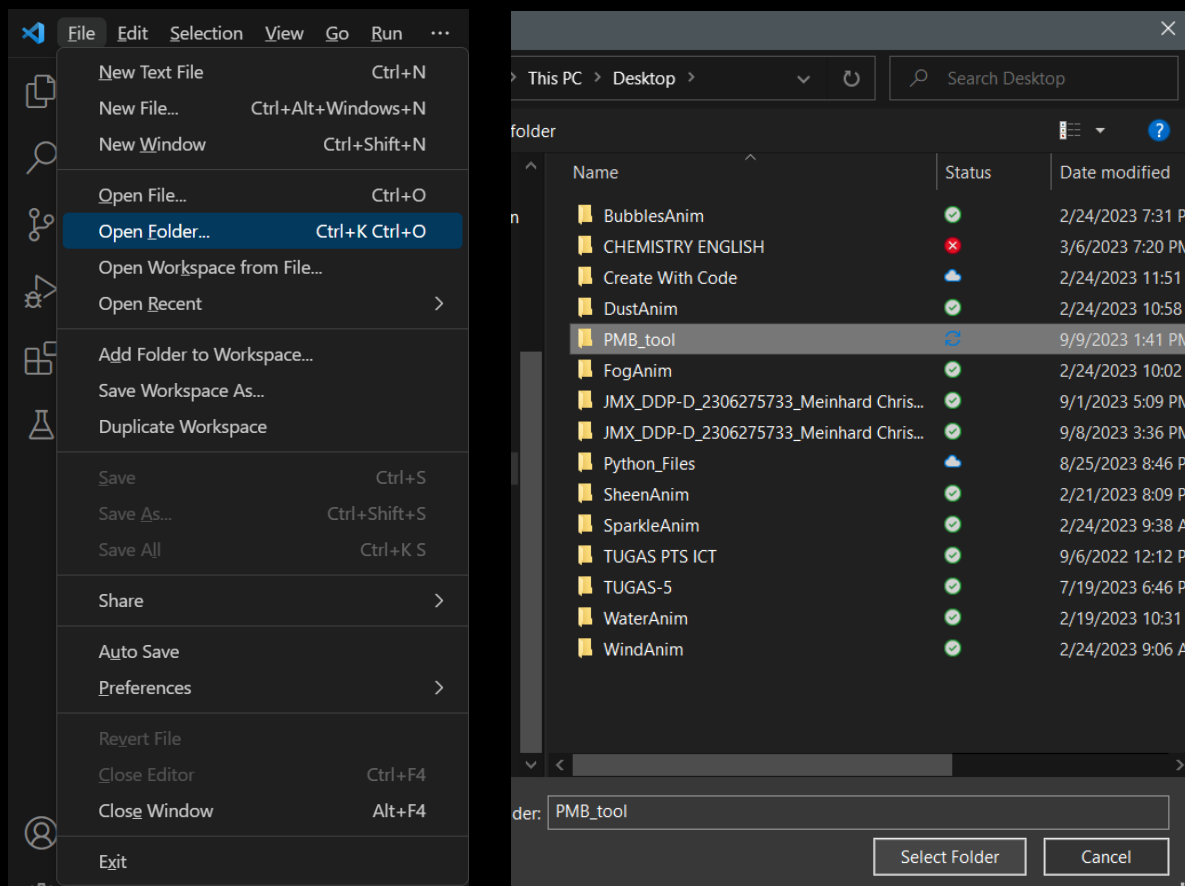 File Edit Selection View Go Run ...
New Text File Ctrl+N
New File... Ctrl+Alt+Windows+N
New Window Ctrl+Shift+N
Open File... Ctrl+O
Open Folder... Ctrl+K Ctrl+O
Open Workspace from File...
Open Recent
Add Folder to Workspace...
Save Workspace As...
Duplicate Workspace
Save Ctrl+S
Save As... Ctrl+Shift+S
Save All Ctrl+K S
Share
Auto Save
Preferences
Revert File
Close Editor Ctrl+F4
Close Window Alt+F4
Exit
This PC > Desktop > Search Desktop
folder
Name Status Date modified
n
BubblesAnim 2/24/2023 7:31 P
CHEMISTRY ENGLISH 3/6/2023 7:20 PM
Create With Code 2/24/2023 11:51
DustAnim 2/24/2023 10:58
PMB_tool 9/9/2023 1:41 PM
FogAnim 2/24/2023 10:02
JMX_DDP-D_2306275733_Meinhard Chris... 9/1/2023 5:09 PM
JMX_DDP-D_2306275733_Meinhard Chris... 9/8/2023 3:36 PM
Python_Files 8/25/2023 8:46 P
SheenAnim 2/21/2023 8:09 P
SparkleAnim 2/24/2023 9:38 A
TUGAS PTS ICT 9/6/2022 12:12 P
TUGAS-5 7/19/2023 6:46 P
WaterAnim 2/19/2023 10:31
WindAnim 2/24/2023 9:06 A
der: PMB_tool
Select Folder Cancel